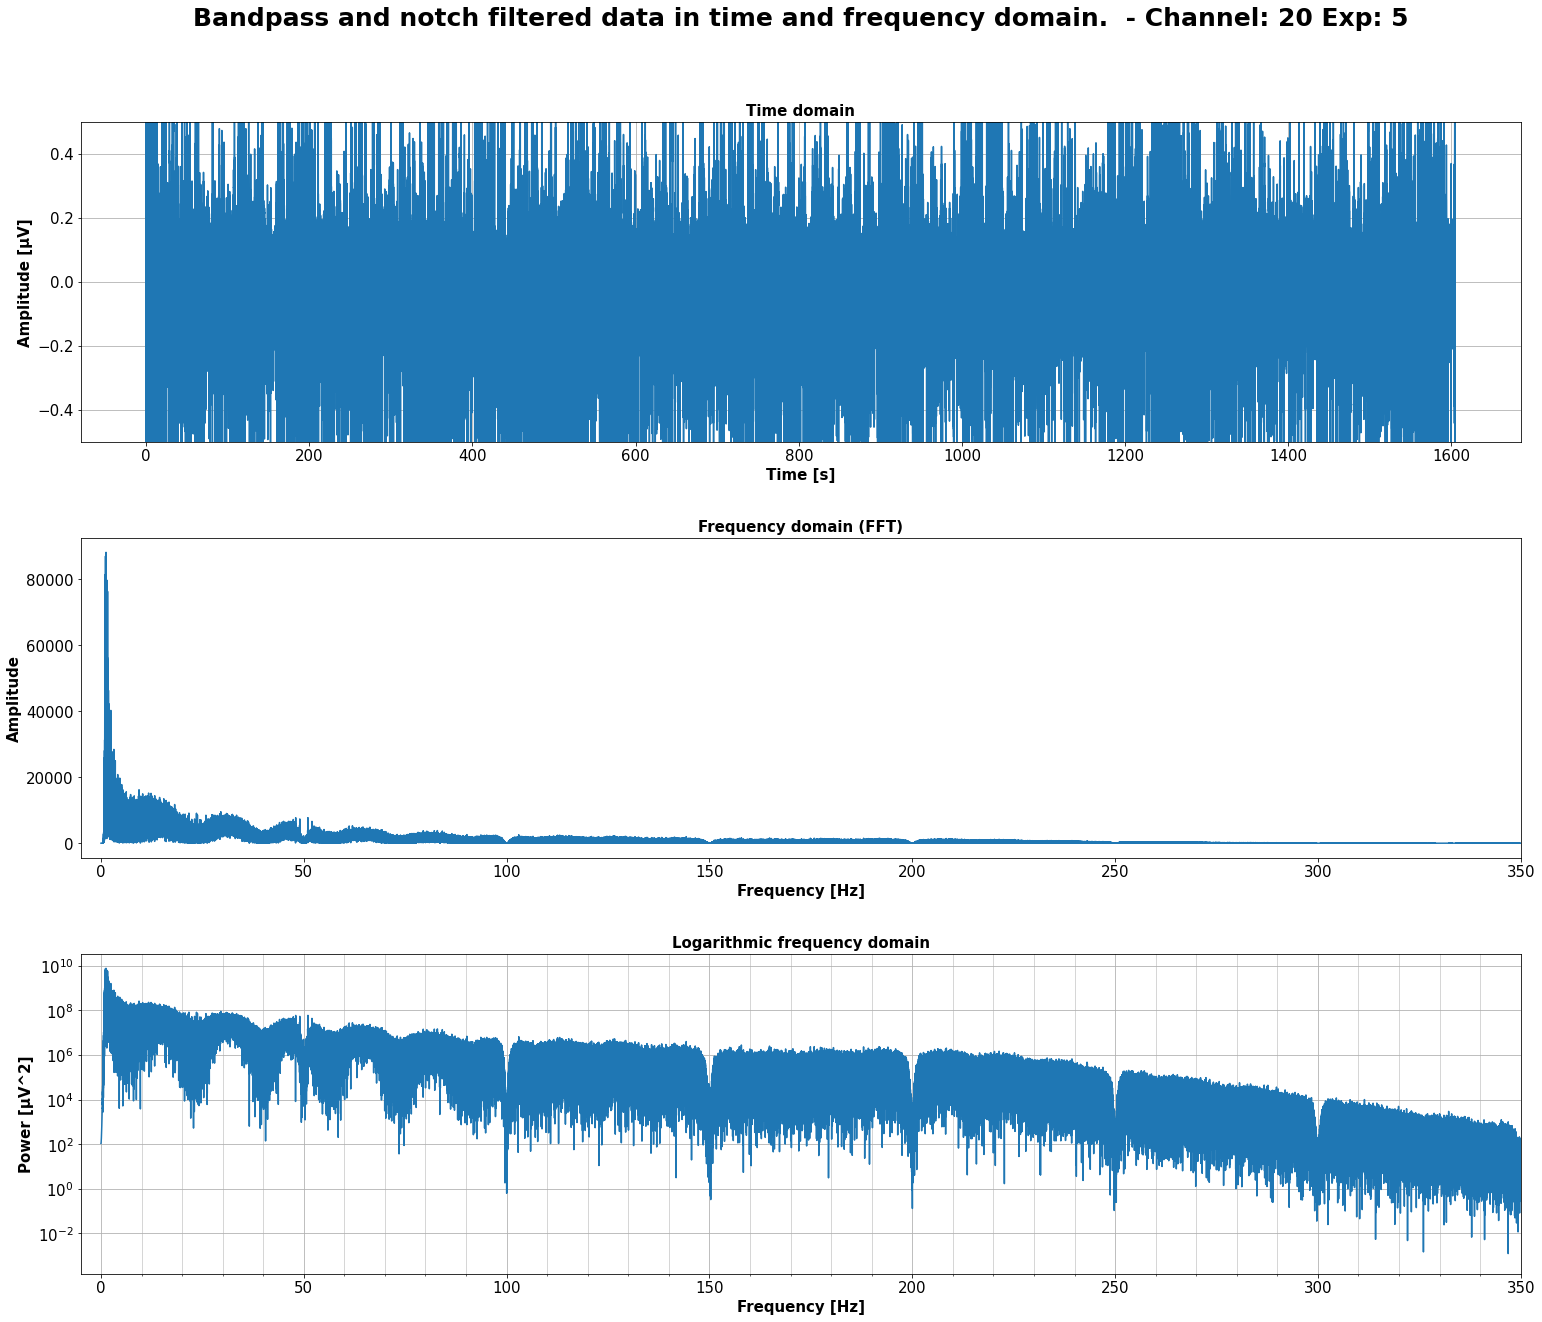 Bandpass and notch filtered data in time and frequency domain.  - Channel: 20 Exp: 5
Time domain
Amplitude [µV]
0.4
0.2
0.0
−0.2
−0.4
0 200 400 600 800 1000 1200 1400 1600
Time [s]
Frequency domain (FFT)
Amplitude
80000
60000
40000
20000
0
0 50 100 150 200 250 300 350
Frequency [Hz]
Logarithmic frequency domain
Power [µV^2]
10^10
10^8
10^6
10^4
10^2
10^0
10^−2
0 50 100 150 200 250 300 350
Frequency [Hz]